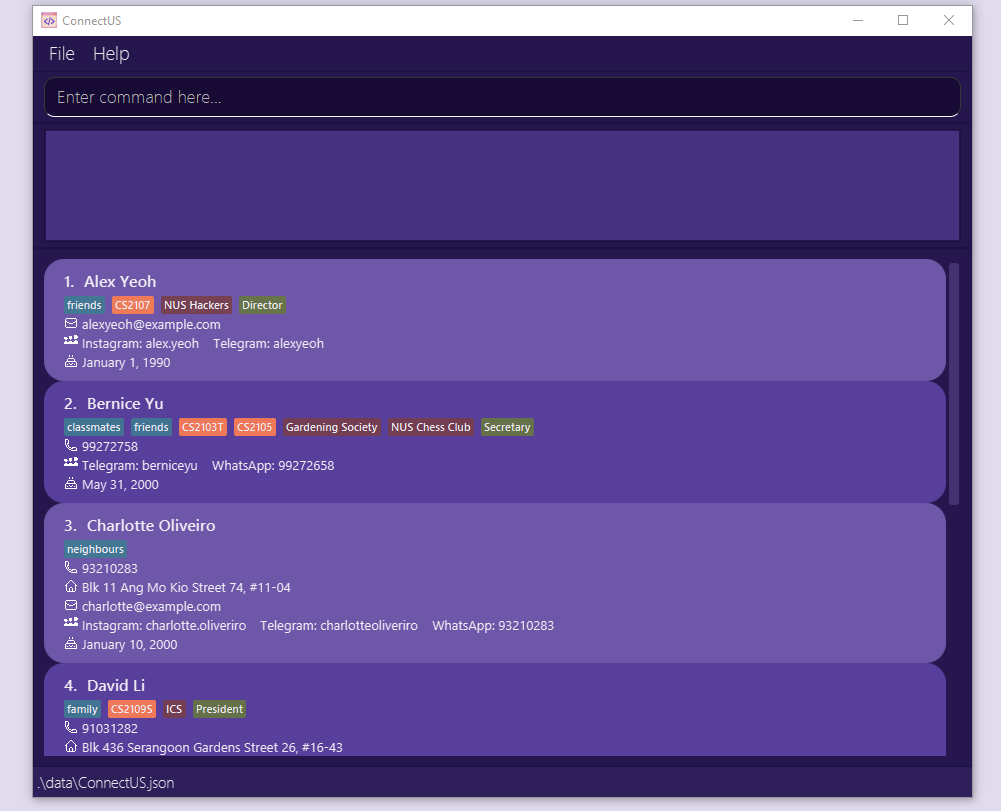 ConnectUS
File Help
Enter command here...
1. Alex Yeoh
friends CS2107 NUS Hackers Director
alexyeoh@example.com
Instagram: alex.yeoh Telegram: alexyeoh
January 1, 1990
2. Bernice Yu
classmates friends CS2103T CS2105 Gardening Society NUS Chess Club Secretary
99272758
Telegram: berniceyu WhatsApp: 99272658
May 31, 2000
3. Charlotte Oliveiro
neighbours
93210283
Blk 11 Ang Mo Kio Street 74, #11-04
charlotte@example.com
Instagram: charlotte.oliveriro Telegram: charlotteoliveriro WhatsApp: 93210283
January 10, 2000
4. David Li
family CS2109S ICS President
91031282
Blk 436 Serangoon Gardens Street 26, #16-43
.\data\ConnectUS.json